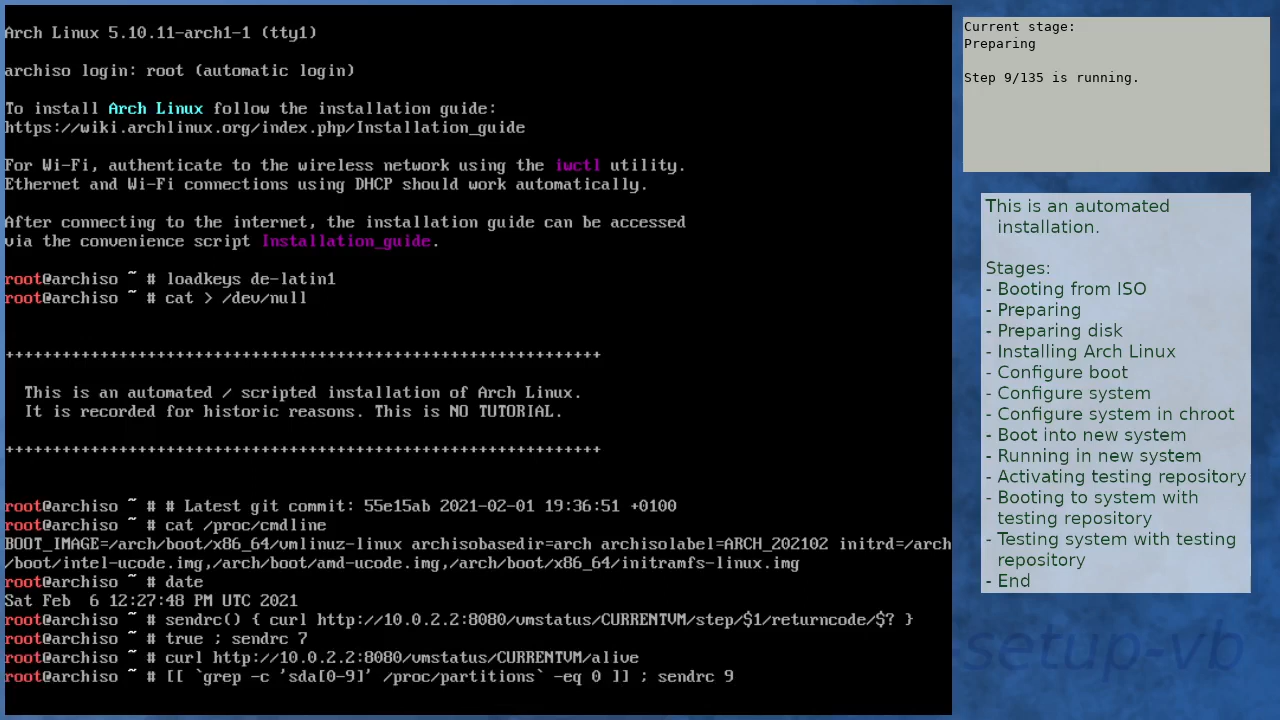 Arch Linux 5.10.11-arch1-1 (tty1)
archiso login: root (automatic login)
To install Arch Linux follow the installation guide:
https://wiki.archlinux.org/index.php/Installation_guide
For Wi-Fi, authenticate to the wireless network using the iwctl utility.
Ethernet and Wi-Fi connections using DHCP should work automatically.
After connecting to the internet, the installation guide can be accessed
via the convenience script Installation_guide.
root@archiso ~ # loadkeys de-latin1
root@archiso ~ # cat > /dev/null
+++++++++++++++++++++++++++++++++++++++++++++++++++++++++++++++
This is an automated / scripted installation of Arch Linux.
It is recorded for historic reasons. This is NO TUTORIAL.
+++++++++++++++++++++++++++++++++++++++++++++++++++++++++++++++
root@archiso ~ # # Latest git commit: 55e15ab 2021-02-01 19:36:51 +0100
root@archiso ~ # cat /proc/cmdline
BOOT_IMAGE=/arch/boot/x86_64/vmlinuz-linux archisobasedir=arch archisolabel=ARCH_202102 initrd=/arch
/boot/intel-ucode.img,/arch/boot/amd-ucode.img,/arch/boot/x86_64/initramfs-linux.img
root@archiso ~ # date
Sat Feb  6 12:27:48 PM UTC 2021
root@archiso ~ # sendrc() { curl http://10.0.2.2:8080/vmstatus/CURRENTVM/step/$1/returncode/$? }
root@archiso ~ # true ; sendrc 7
root@archiso ~ # curl http://10.0.2.2:8080/vmstatus/CURRENTVM/alive
root@archiso ~ # [[ `grep -c 'sda[0-9]' /proc/partitions` -eq 0 ]] ; sendrc 9
Current stage:
Preparing
Step 9/135 is running.
This is an automated
installation.
Stages:
- Booting from ISO
- Preparing
- Preparing disk
- Installing Arch Linux
- Configure boot
- Configure system
- Configure system in chroot
- Boot into new system
- Running in new system
- Activating testing repository
- Booting to system with
testing repository
- Testing system with testing
repository
- End
setup-vb